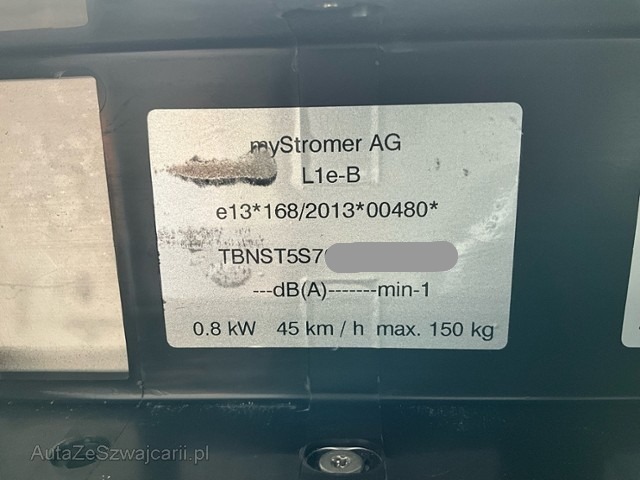 myStromer AG
L1e-B
e13*168/2013*00480*
TBNST5S7
---dB(A)-------min-1
0.8 kW 45 km / h max. 150 kg
AutaZeSzwajcarii.pl